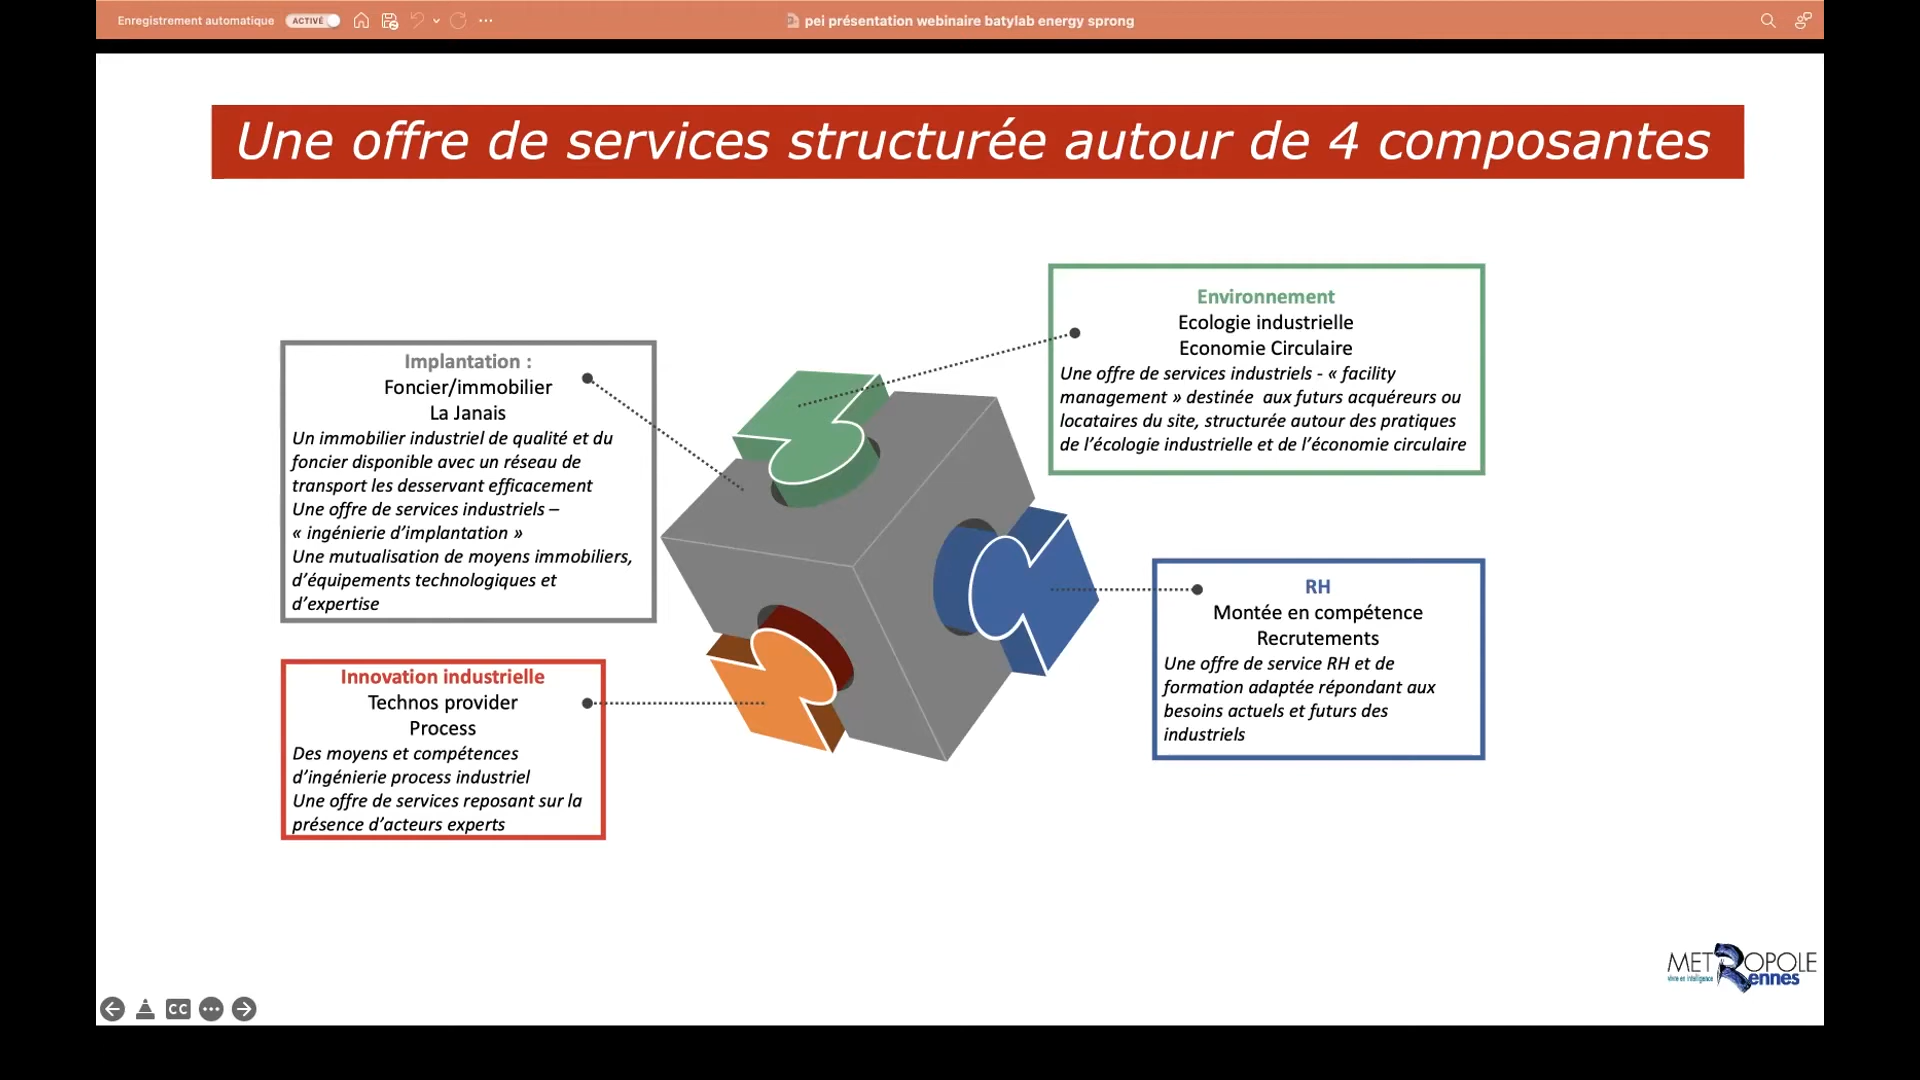 Enregistrement automatique ACTIVÉ
pei présentation webinaire batylab energy sprong
Une offre de services structurée autour de 4 composantes
Implantation :
Foncier/immobilier
La Janais
Un immobilier industriel de qualité et du
foncier disponible avec un réseau de
transport les desservant efficacement
Une offre de services industriels –
« ingénierie d’implantation »
Une mutualisation de moyens immobiliers,
d’équipements technologiques et
d’expertise
Environnement
Ecologie industrielle
Economie Circulaire
Une offre de services industriels - « facility
management » destinée aux futurs acquéreurs ou
locataires du site, structurée autour des pratiques
de l’écologie industrielle et de l’économie circulaire
Innovation industrielle
Technos provider
Process
Des moyens et compétences
d’ingénierie process industriel
Une offre de services reposant sur la
présence d’acteurs experts
RH
Montée en compétence
Recrutements
Une offre de service RH et de
formation adaptée répondant aux
besoins actuels et futurs des
industriels
METROPOLE
vivre en intelligence
Rennes
CC